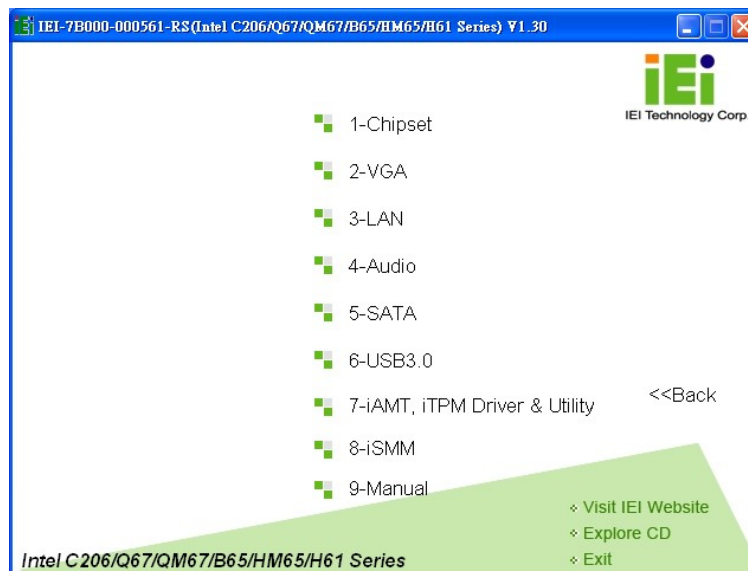 IEI-7B000-000561-RS(Intel C206/Q67/QM67/B65/HM65/H61 Series) V1.30
iEi
IEI Technology Corp.
1-Chipset
2-VGA
3-LAN
4-Audio
5-SATA
6-USB3.0
7-iAMT, iTPM Driver & Utility
<<Back
8-iSMM
9-Manual
Visit IEI Website
Explore CD
Exit
Intel C206/Q67/QM67/B65/HM65/H61 Series